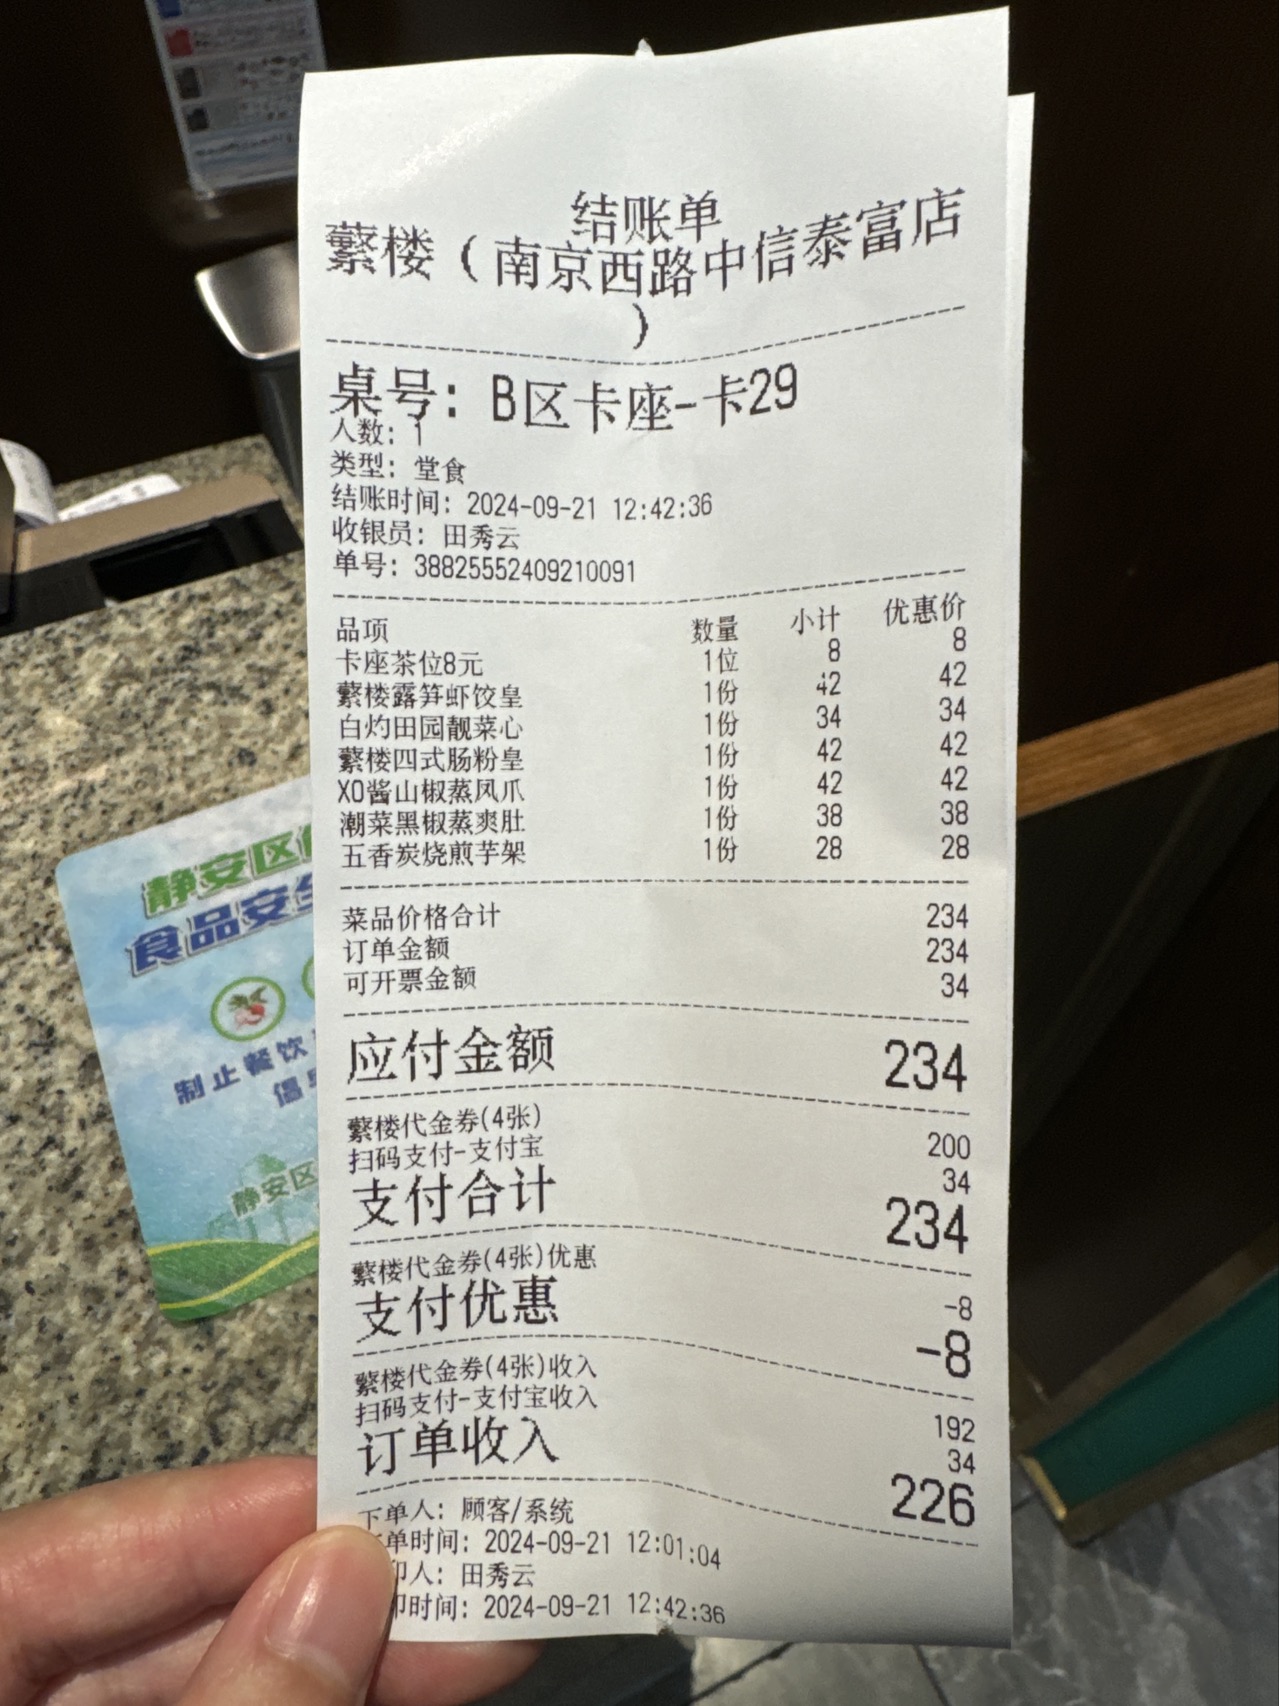 结账单
蘩楼（南京西路中信泰富店
）
桌号：B区卡座-卡29
人数：1
类型：堂食
结账时间：2024-09-21 12:42:36
收银员：田秀云
单号：38825552409210091
品项 数量 小计 优惠价
卡座茶位8元 1位 8 8
蘩楼露笋虾饺皇 1份 42 42
白灼田园靓菜心 1份 34 34
蘩楼四式肠粉皇 1份 42 42
XO酱山椒蒸凤爪 1份 42 42
潮菜黑椒蒸爽肚 1份 38 38
五香炭烧煎芋架 1份 28 28
菜品价格合计 234
订单金额 234
可开票金额 34
应付金额 234
蘩楼代金券(4张) 200
扫码支付-支付宝 34
支付合计 234
蘩楼代金券(4张)优惠 -8
支付优惠 -8
蘩楼代金券(4张)收入 192
扫码支付-支付宝收入 34
订单收入 226
下单人：顾客/系统
单时间：2024-09-21 12:01:04
印人：田秀云
印时间：2024-09-21 12:42:36
静安区
食品安全
制止餐饮
倡
静安区